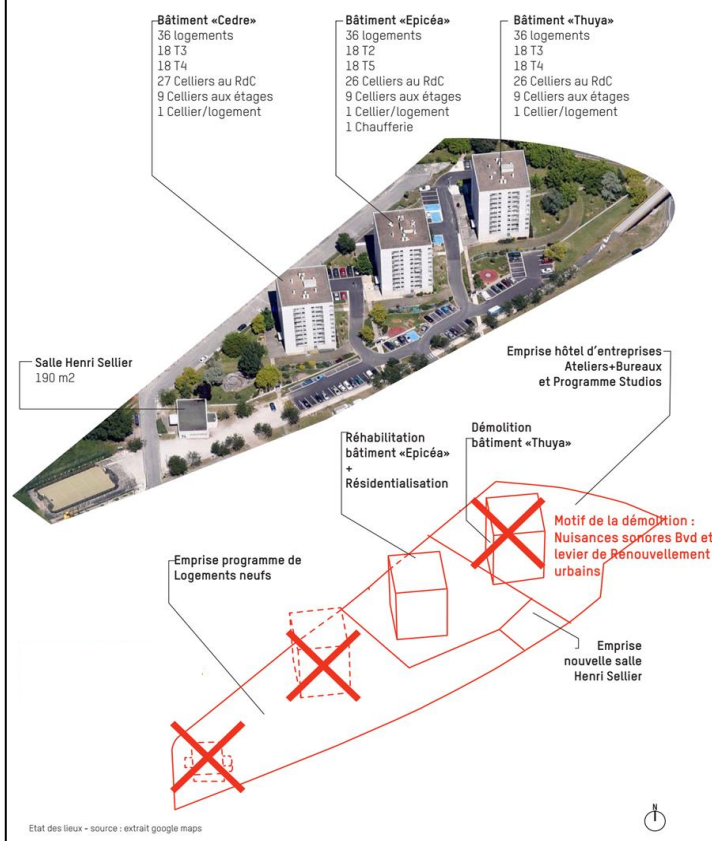 Bâtiment «Cedre»
36 logements
18 T3
18 T4
27 Celliers au RdC
9 Celliers aux étages
1 Cellier/logement
Bâtiment «Epicéa»
36 logements
18 T2
18 T5
26 Celliers au RdC
9 Celliers aux étages
1 Cellier/logement
1 Chaufferie
Bâtiment «Thuya»
36 logements
18 T3
18 T4
26 Celliers au RdC
9 Celliers aux étages
1 Cellier/logement
Salle Henri Sellier
190 m2
Emprise hôtel d'entreprises
Ateliers+Bureaux
et Programme Studios
Réhabilitation
bâtiment «Epicéa»
+
Résidentialisation
Démolition
bâtiment «Thuya»
Motif de la démolition :
Nuisances sonores Bvd et
levier de Renouvellement
urbains
Emprise programme de
Logements neufs
Emprise
nouvelle salle
Henri Sellier
Etat des lieux - source : extrait google maps
N